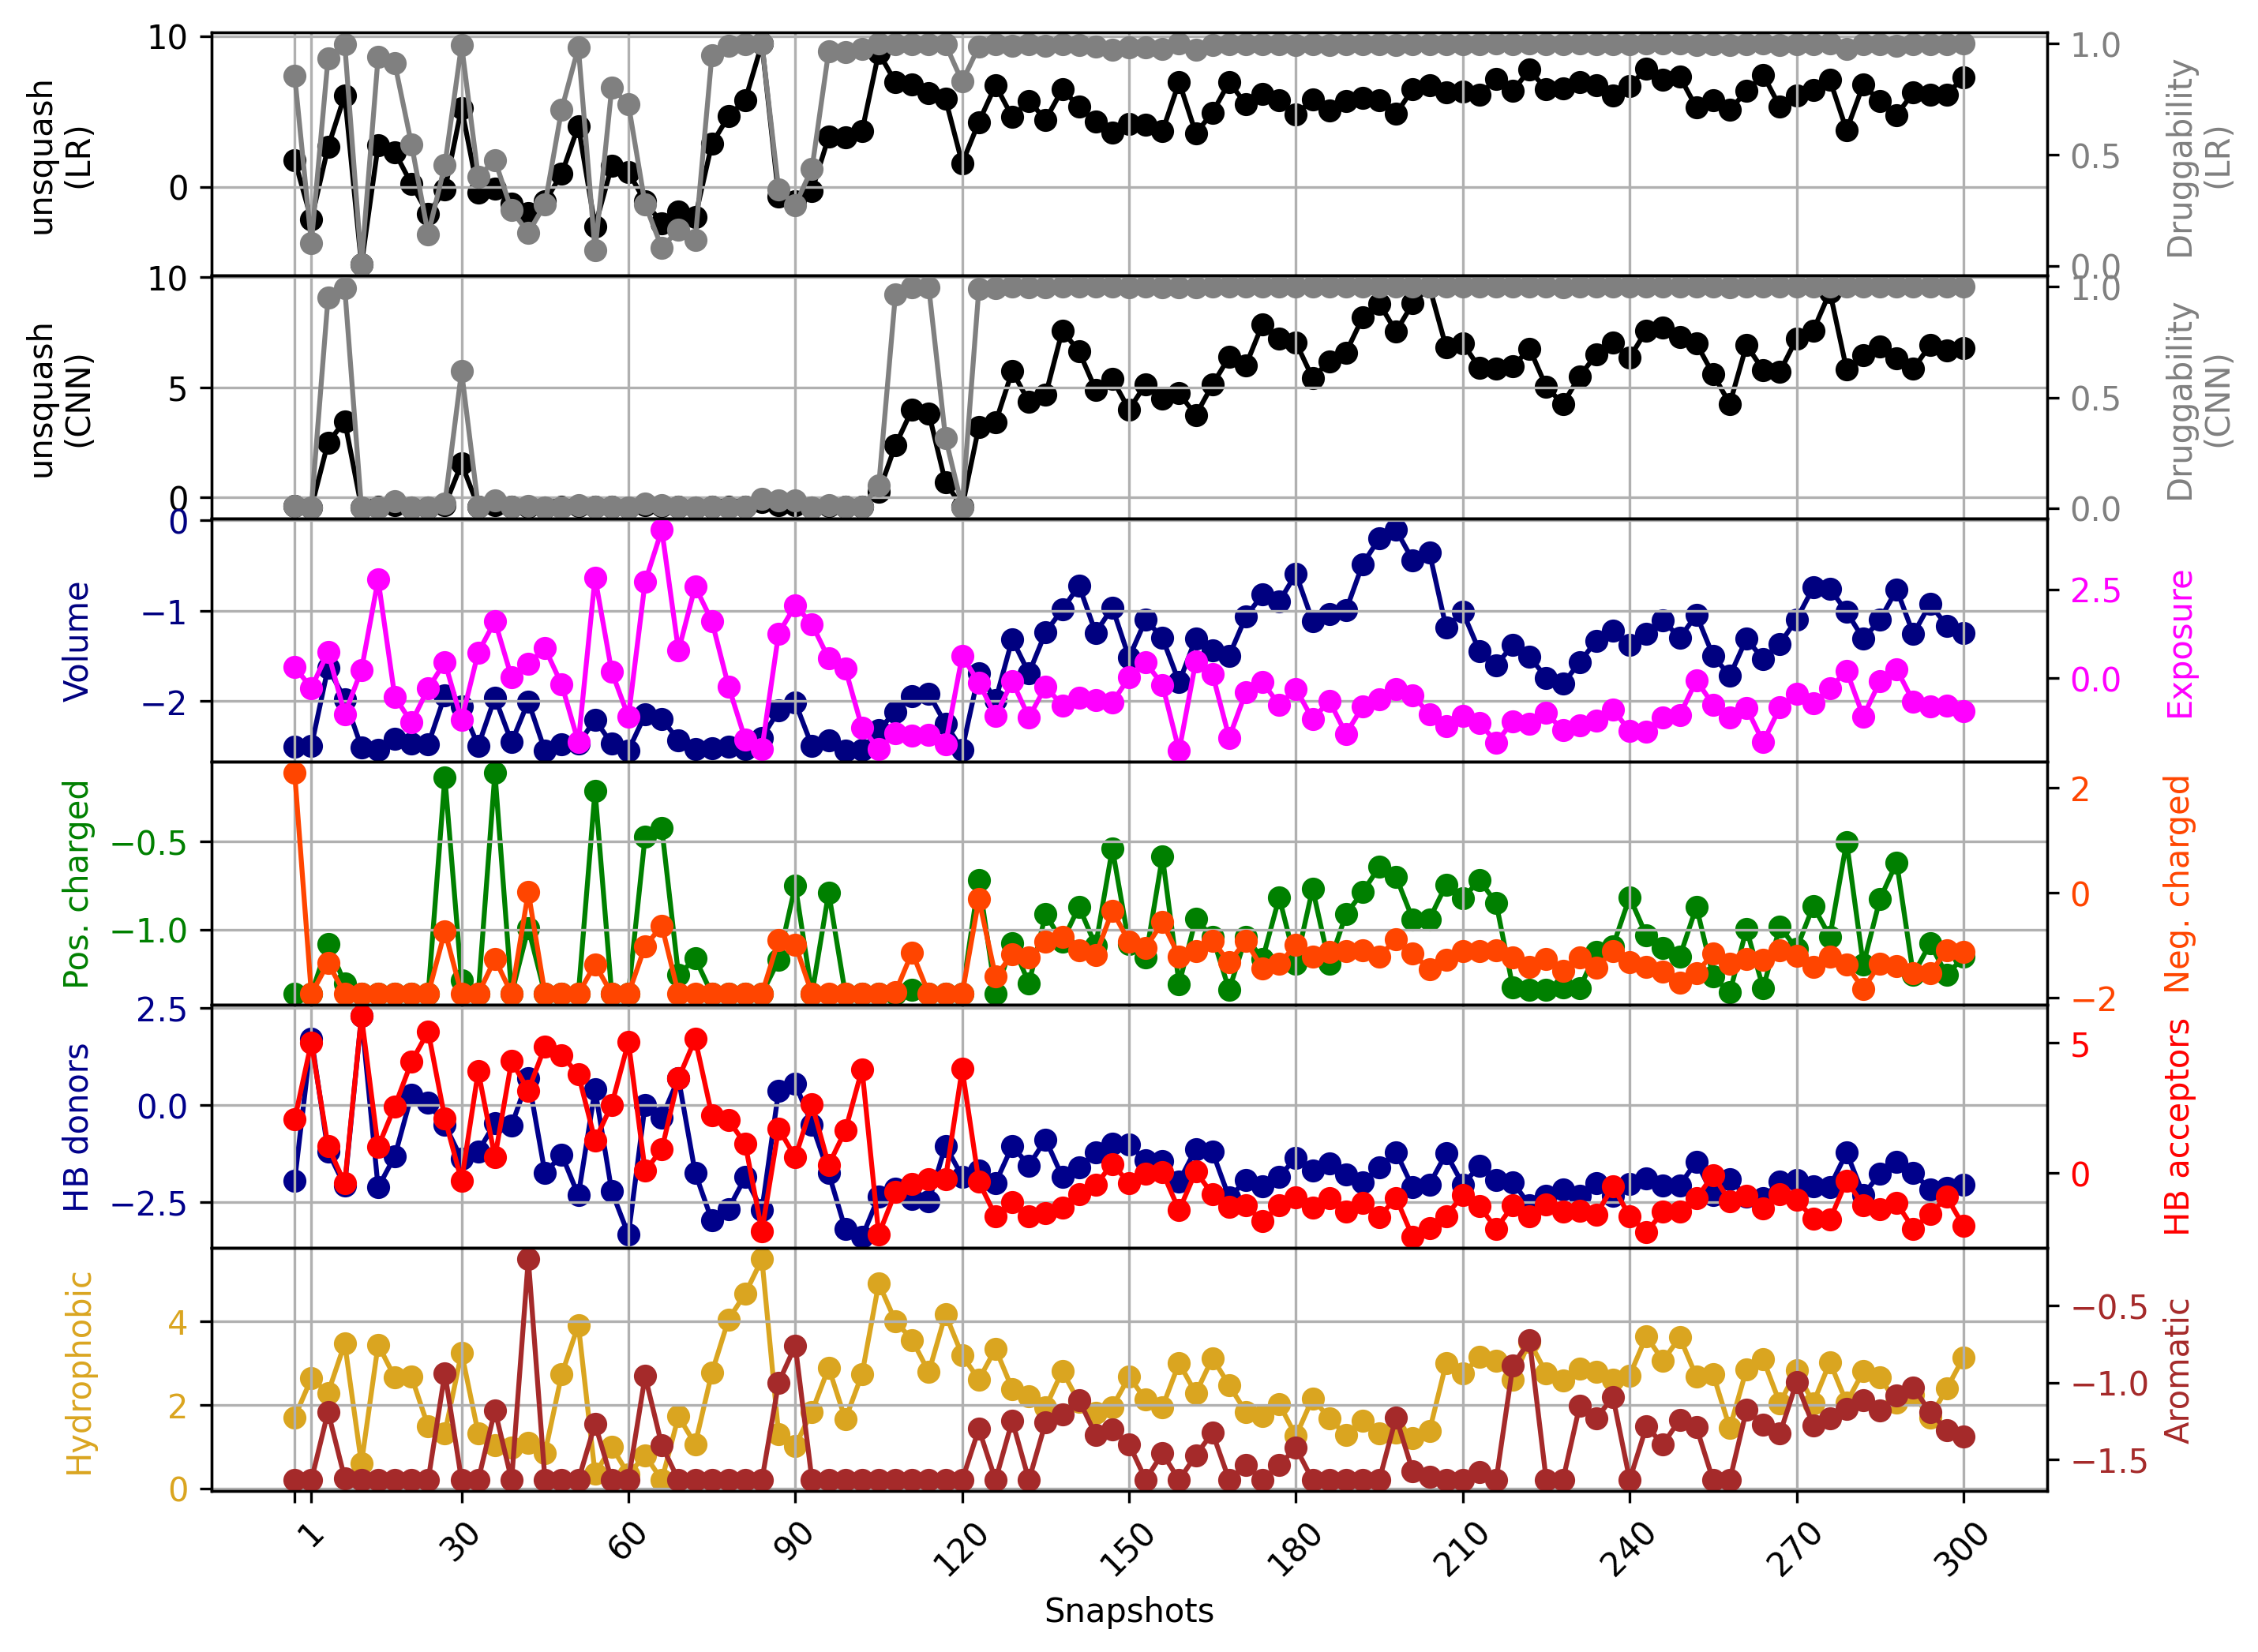 unsquash
(LR)
10
0
1.0
0.5
0.0
Druggability
(LR)
unsquash
(CNN)
10
5
0
1.0
0.5
0.0
Druggability
(CNN)
Volume
0
−1
−2
2.5
0.0
Exposure
Pos. charged
−0.5
−1.0
2
0
−2
Neg. charged
HB donors
2.5
0.0
−2.5
5
0
HB acceptors
Hydrophobic
4
2
0
−0.5
−1.0
−1.5
Aromatic
1 30 60 90 120 150 180 210 240 270 300
Snapshots